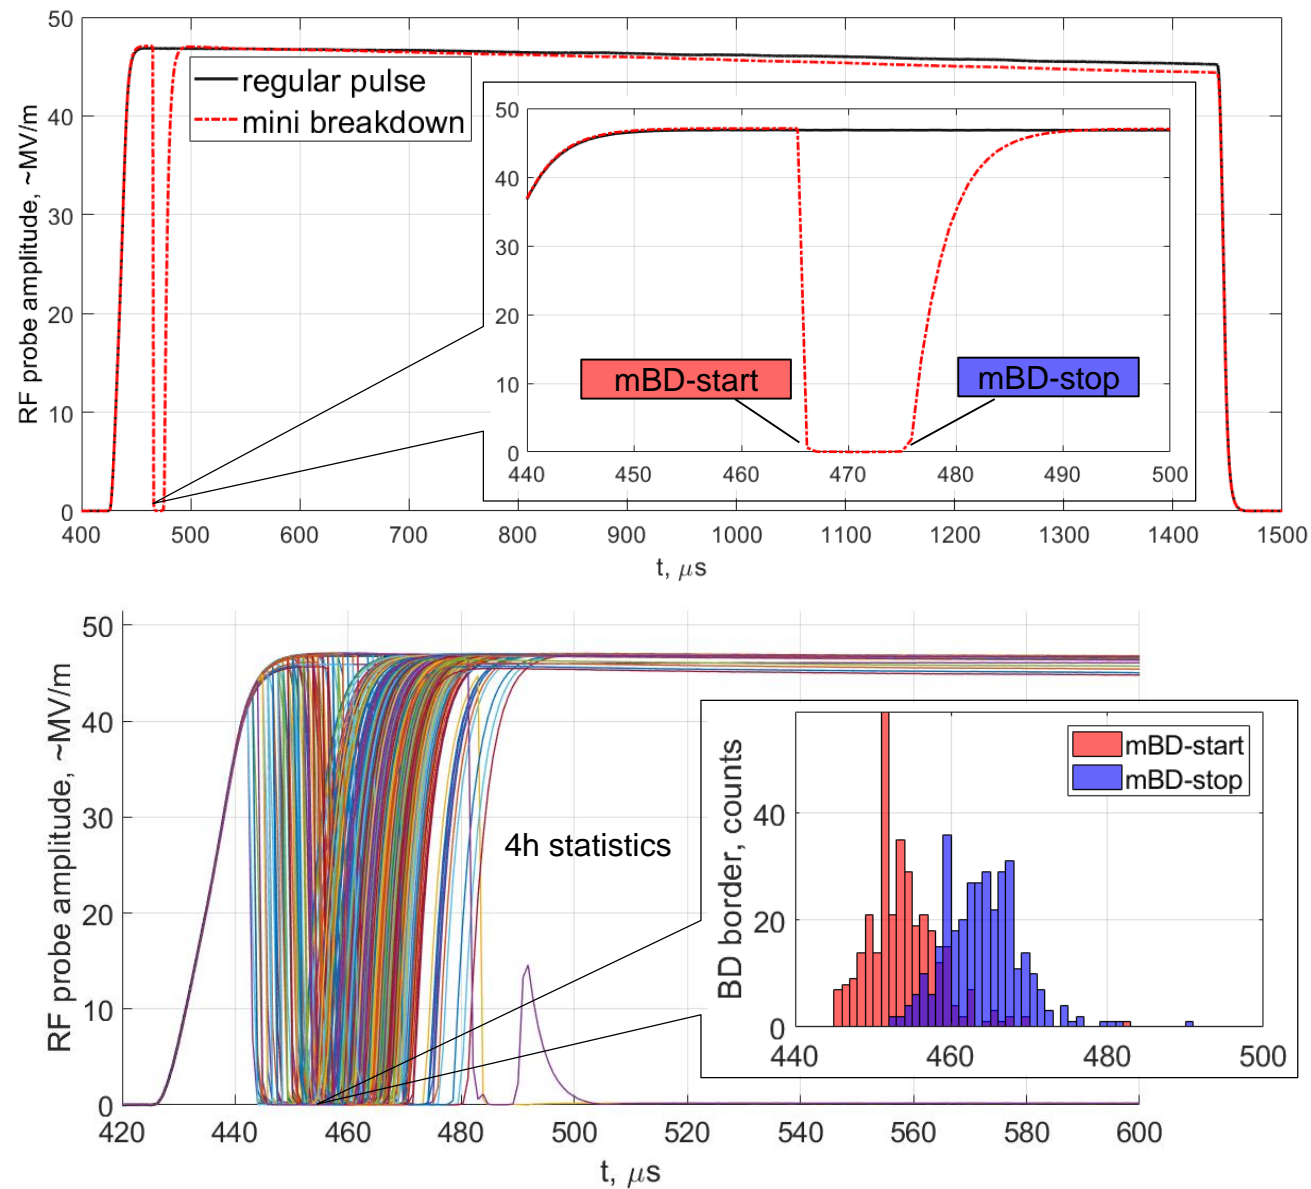 50
40
30
20
10
0
RF probe amplitude, ~MV/m
regular pulse
mini breakdown
50
40
30
20
10
0
mBD-start
mBD-stop
440 450 460 470 480 490 500
400 500 600 700 800 900 1000 1100 1200 1300 1400 1500
t, μs
50
40
30
20
10
0
RF probe amplitude, ~MV/m
4h statistics
BD border, counts
40
20
0
mBD-start
mBD-stop
440 460 480 500
420 440 460 480 500 520 540 560 580 600
t, μs